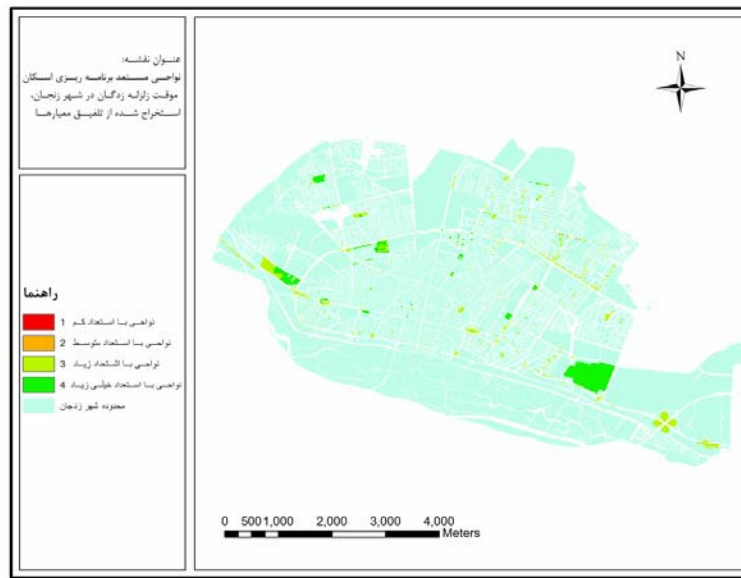 عنوان نقشه:
نواحی مستعد برنامه ریزی اسکان
موقت زلزله زدگان در شهر زنجان،
استخراج شده از تلفیق معیارها
N
راهنما
1 نواحی با استعداد کم
2 نواحی با استعداد متوسط
3 نواحی با استعداد زیاد
4 نواحی با استعداد خیلی زیاد
محدوده شهر زنجان
0 500 1,000 2,000 3,000 4,000
Meters